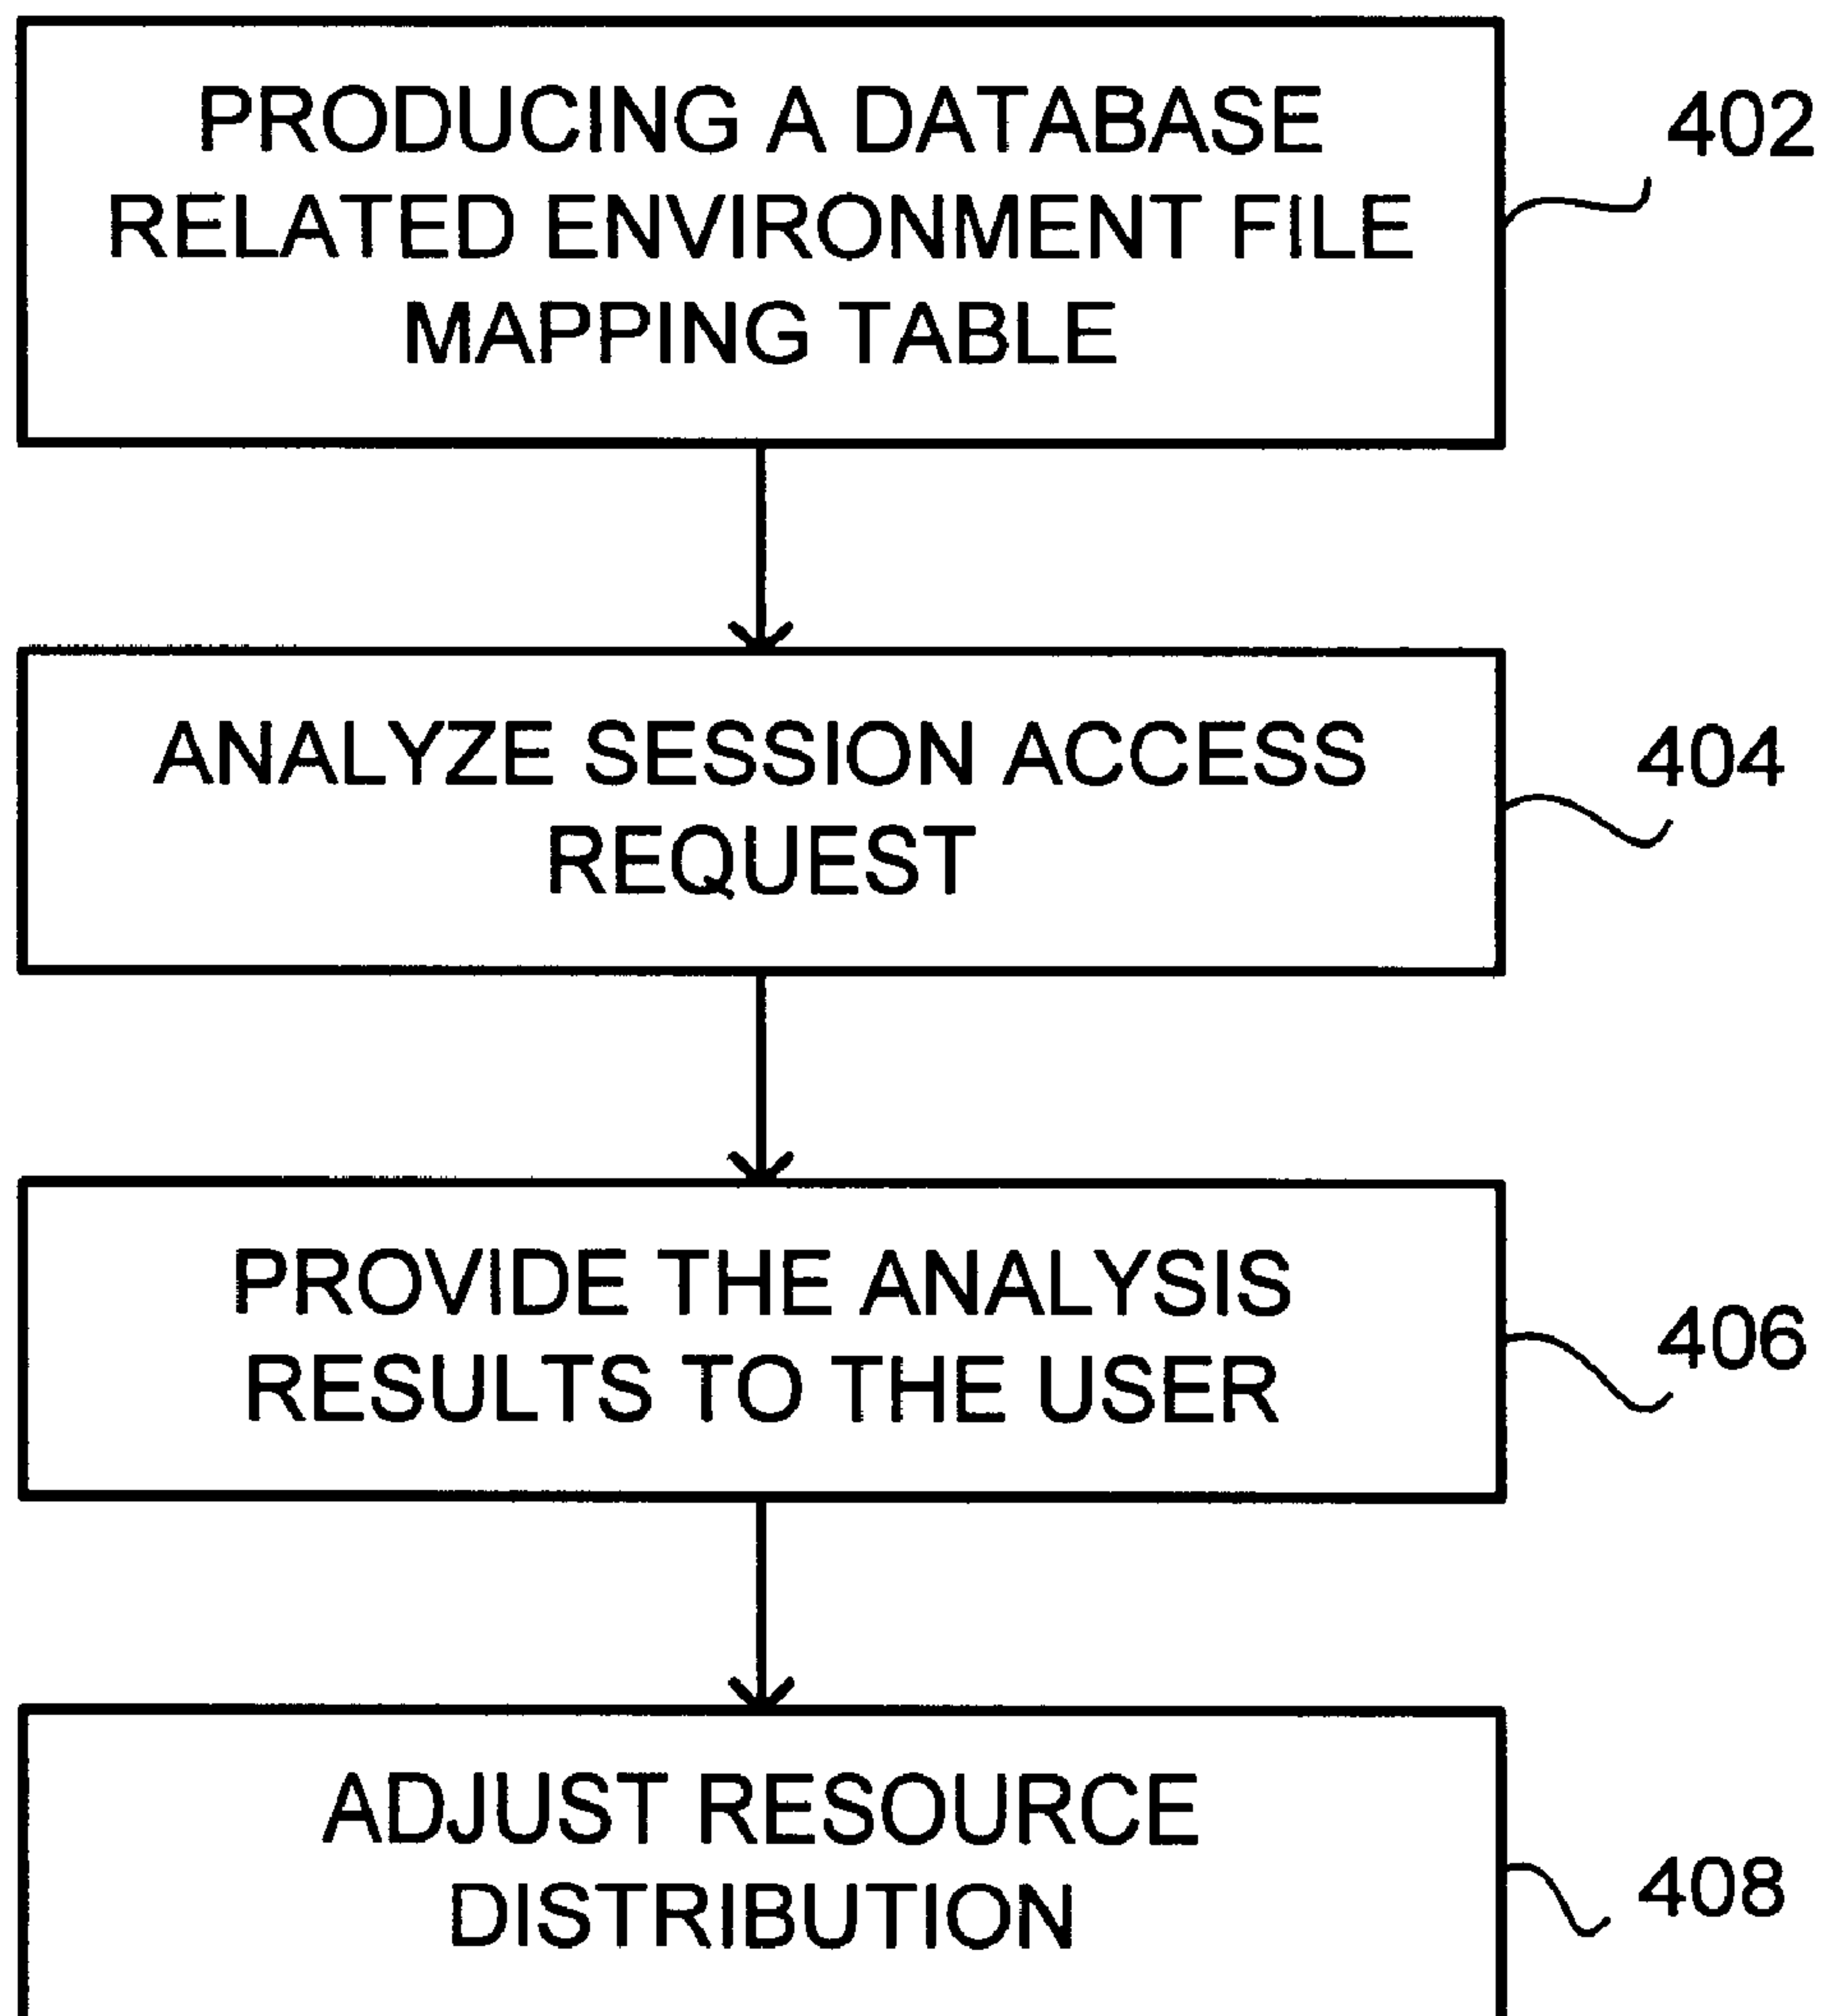 PRODUCING A DATABASE
RELATED ENVIRONMENT FILE
MAPPING TABLE
402
ANALYZE SESSION ACCESS
REQUEST
404
PROVIDE THE ANALYSIS
RESULTS TO THE USER
406
ADJUST RESOURCE
DISTRIBUTION
408